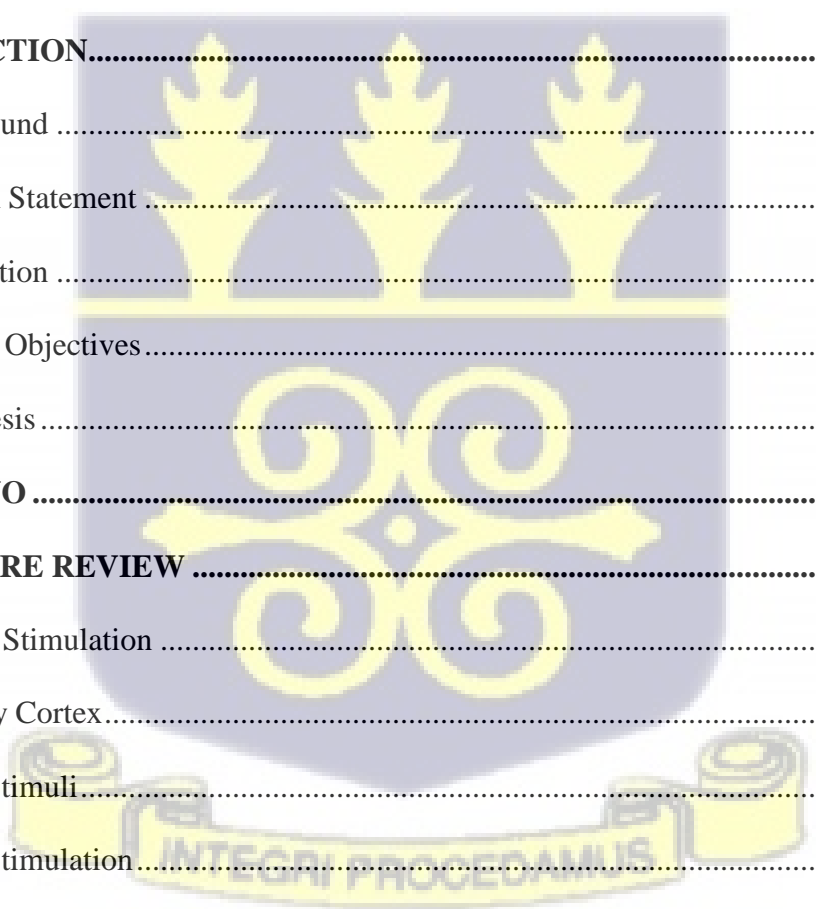 CTION..........................................................
und ..........................................................
Statement ..........................................................
tion ..........................................................
Objectives..........................................................
esis ..........................................................
O ..........................................................
RE REVIEW ..........................................................
Stimulation ..........................................................
y Cortex..........................................................
timuli..........................................................
timulation..........................................................
INTEGRI PROCEDAMUS